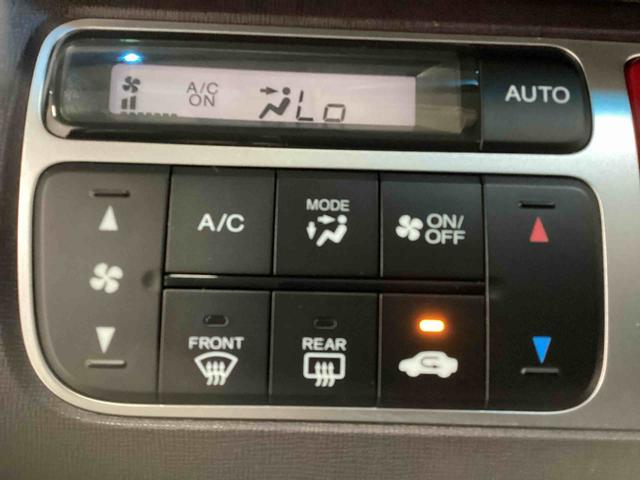 A/C
ON
Lo
AUTO
A/C
MODE
ON/
OFF
FRONT
REAR